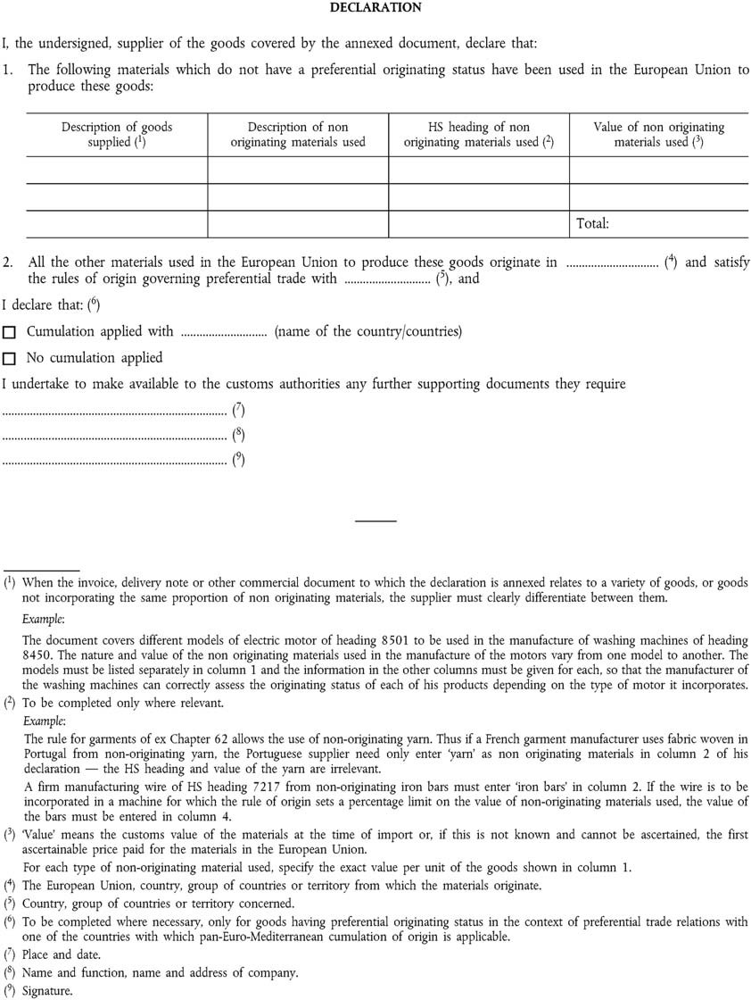 DECLARATION
I, the undersigned, supplier of the goods covered by the annexed document, declare that:
1. The following materials which do not have a preferential originating status have been used in the European Union to
produce these goods:
Description of goods
supplied (1)
Description of non
originating materials used
HS heading of non
originating materials used (2)
Value of non originating
materials used (3)
Total:
2. All the other materials used in the European Union to produce these goods originate in .............................. (4) and satisfy
the rules of origin governing preferential trade with ............................ (5), and
I declare that: (6)
☐ Cumulation applied with ............................ (name of the country/countries)
☐ No cumulation applied
I undertake to make available to the customs authorities any further supporting documents they require
......................................................................... (7)
......................................................................... (8)
......................................................................... (9)
(1) When the invoice, delivery note or other commercial document to which the declaration is annexed relates to a variety of goods, or goods
not incorporating the same proportion of non originating materials, the supplier must clearly differentiate between them.
Example:
The document covers different models of electric motor of heading 8501 to be used in the manufacture of washing machines of heading
8450. The nature and value of the non originating materials used in the manufacture of the motors vary from one model to another. The
models must be listed separately in column 1 and the information in the other columns must be given for each, so that the manufacturer of
the washing machines can correctly assess the originating status of each of his products depending on the type of motor it incorporates.
(2) To be completed only where relevant.
Example:
The rule for garments of ex Chapter 62 allows the use of non-originating yarn. Thus if a French garment manufacturer uses fabric woven in
Portugal from non-originating yarn, the Portuguese supplier need only enter ‘yarn’ as non originating materials in column 2 of his
declaration — the HS heading and value of the yarn are irrelevant.
A firm manufacturing wire of HS heading 7217 from non-originating iron bars must enter ‘iron bars’ in column 2. If the wire is to be
incorporated in a machine for which the rule of origin sets a percentage limit on the value of non-originating materials used, the value of
the bars must be entered in column 4.
(3) ‘Value’ means the customs value of the materials at the time of import or, if this is not known and cannot be ascertained, the first
ascertainable price paid for the materials in the European Union.
For each type of non-originating material used, specify the exact value per unit of the goods shown in column 1.
(4) The European Union, country, group of countries or territory from which the materials originate.
(5) Country, group of countries or territory concerned.
(6) To be completed where necessary, only for goods having preferential originating status in the context of preferential trade relations with
one of the countries with which pan-Euro-Mediterranean cumulation of origin is applicable.
(7) Place and date.
(8) Name and function, name and address of company.
(9) Signature.